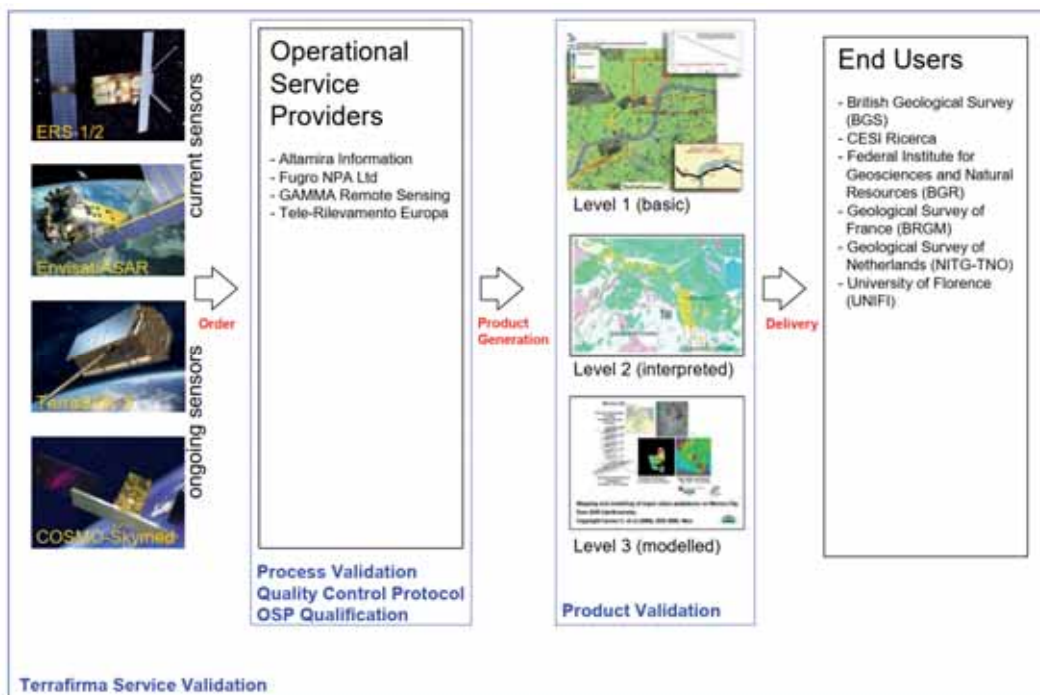 ERS-1/2
Envisat/ASAR
current sensors
COSMO-Skymed
ongoing sensors
Order
Operational
Service
Providers
- Altamira Information
- Fugro NPA Ltd
- GAMMA Remote Sensing
- Tele-Rilevamento Europa
Process Validation
Quality Control Protocol
OSP Qualification
Product
Generation
Level 1 (basic)
Level 2 (interpreted)
Level 3 (modelled)
Product Validation
Delivery
End Users
- British Geological Survey
(BGS)
- CESI Ricerca
- Federal Institute for
Geosciences and Natural
Resources (BGR)
- Geological Survey of
France (BRGM)
- Geological Survey of
Netherlands (NITG-TNO)
- University of Florence
(UNIFI)
Terrafirma Service Validation